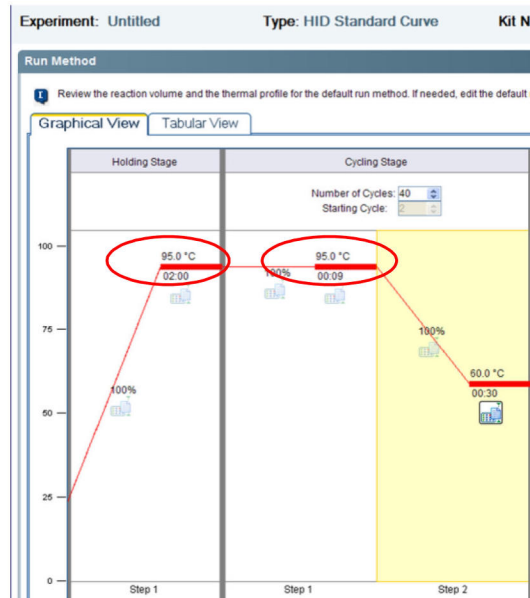 Experiment: Untitled Type: HID Standard Curve Kit N
Run Method
Review the reaction volume and the thermal profile for the default run method. If needed, edit the default
Graphical View Tabular View
Holding Stage Cycling Stage
Number of Cycles: 40
Starting Cycle: 2
100
95.0 °C 95.0 °C
02:00 100% 00:09
75
100%
60.0 °C
100% 00:30
50
25
0
Step 1 Step 1 Step 2